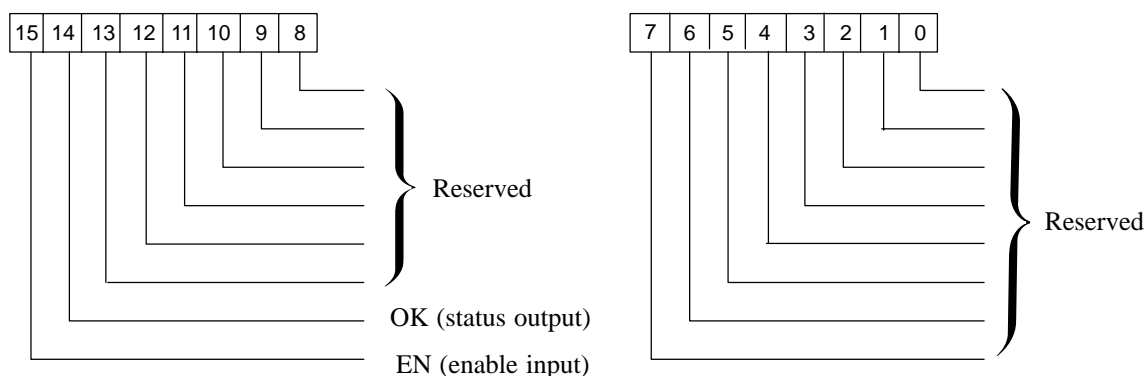 15 14 13 12 11 10 9 8
7 6 5 4 3 2 1 0
Reserved
Reserved
OK (status output)
EN (enable input)